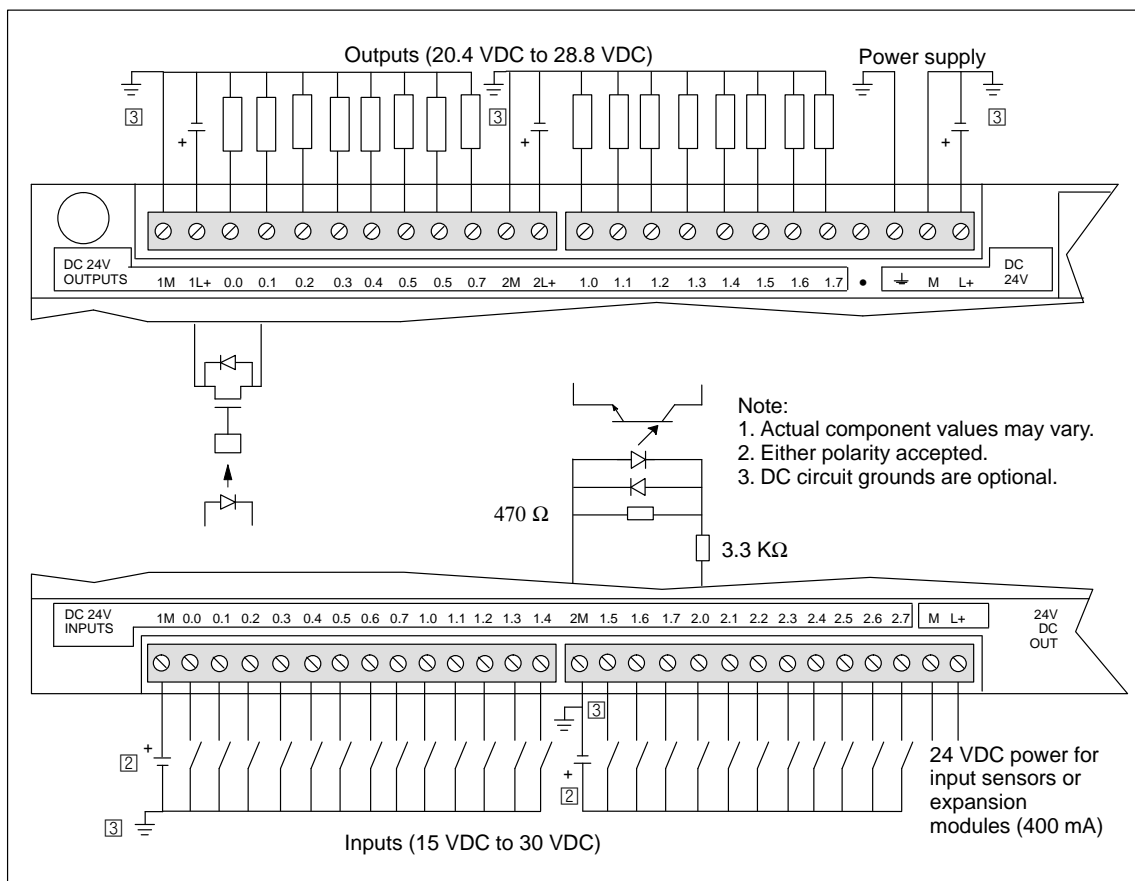 Outputs (20.4 VDC to 28.8 VDC)
Power supply
3
3
3
+
+
+
DC 24V
OUTPUTS
1M 1L+ 0.0 0.1 0.2 0.3 0.4 0.5 0.5 0.7 2M 2L+ 1.0 1.1 1.2 1.3 1.4 1.5 1.6 1.7 • M L+
DC
24V
Note:
1. Actual component values may vary.
2. Either polarity accepted.
3. DC circuit grounds are optional.
470 Ω
3.3 KΩ
DC 24V
INPUTS
1M 0.0 0.1 0.2 0.3 0.4 0.5 0.6 0.7 1.0 1.1 1.2 1.3 1.4 2M 1.5 1.6 1.7 2.0 2.1 2.2 2.3 2.4 2.5 2.6 2.7 M L+
24V
DC
OUT
3
+
2
+
2
3
24 VDC power for
input sensors or
expansion
modules (400 mA)
Inputs (15 VDC to 30 VDC)